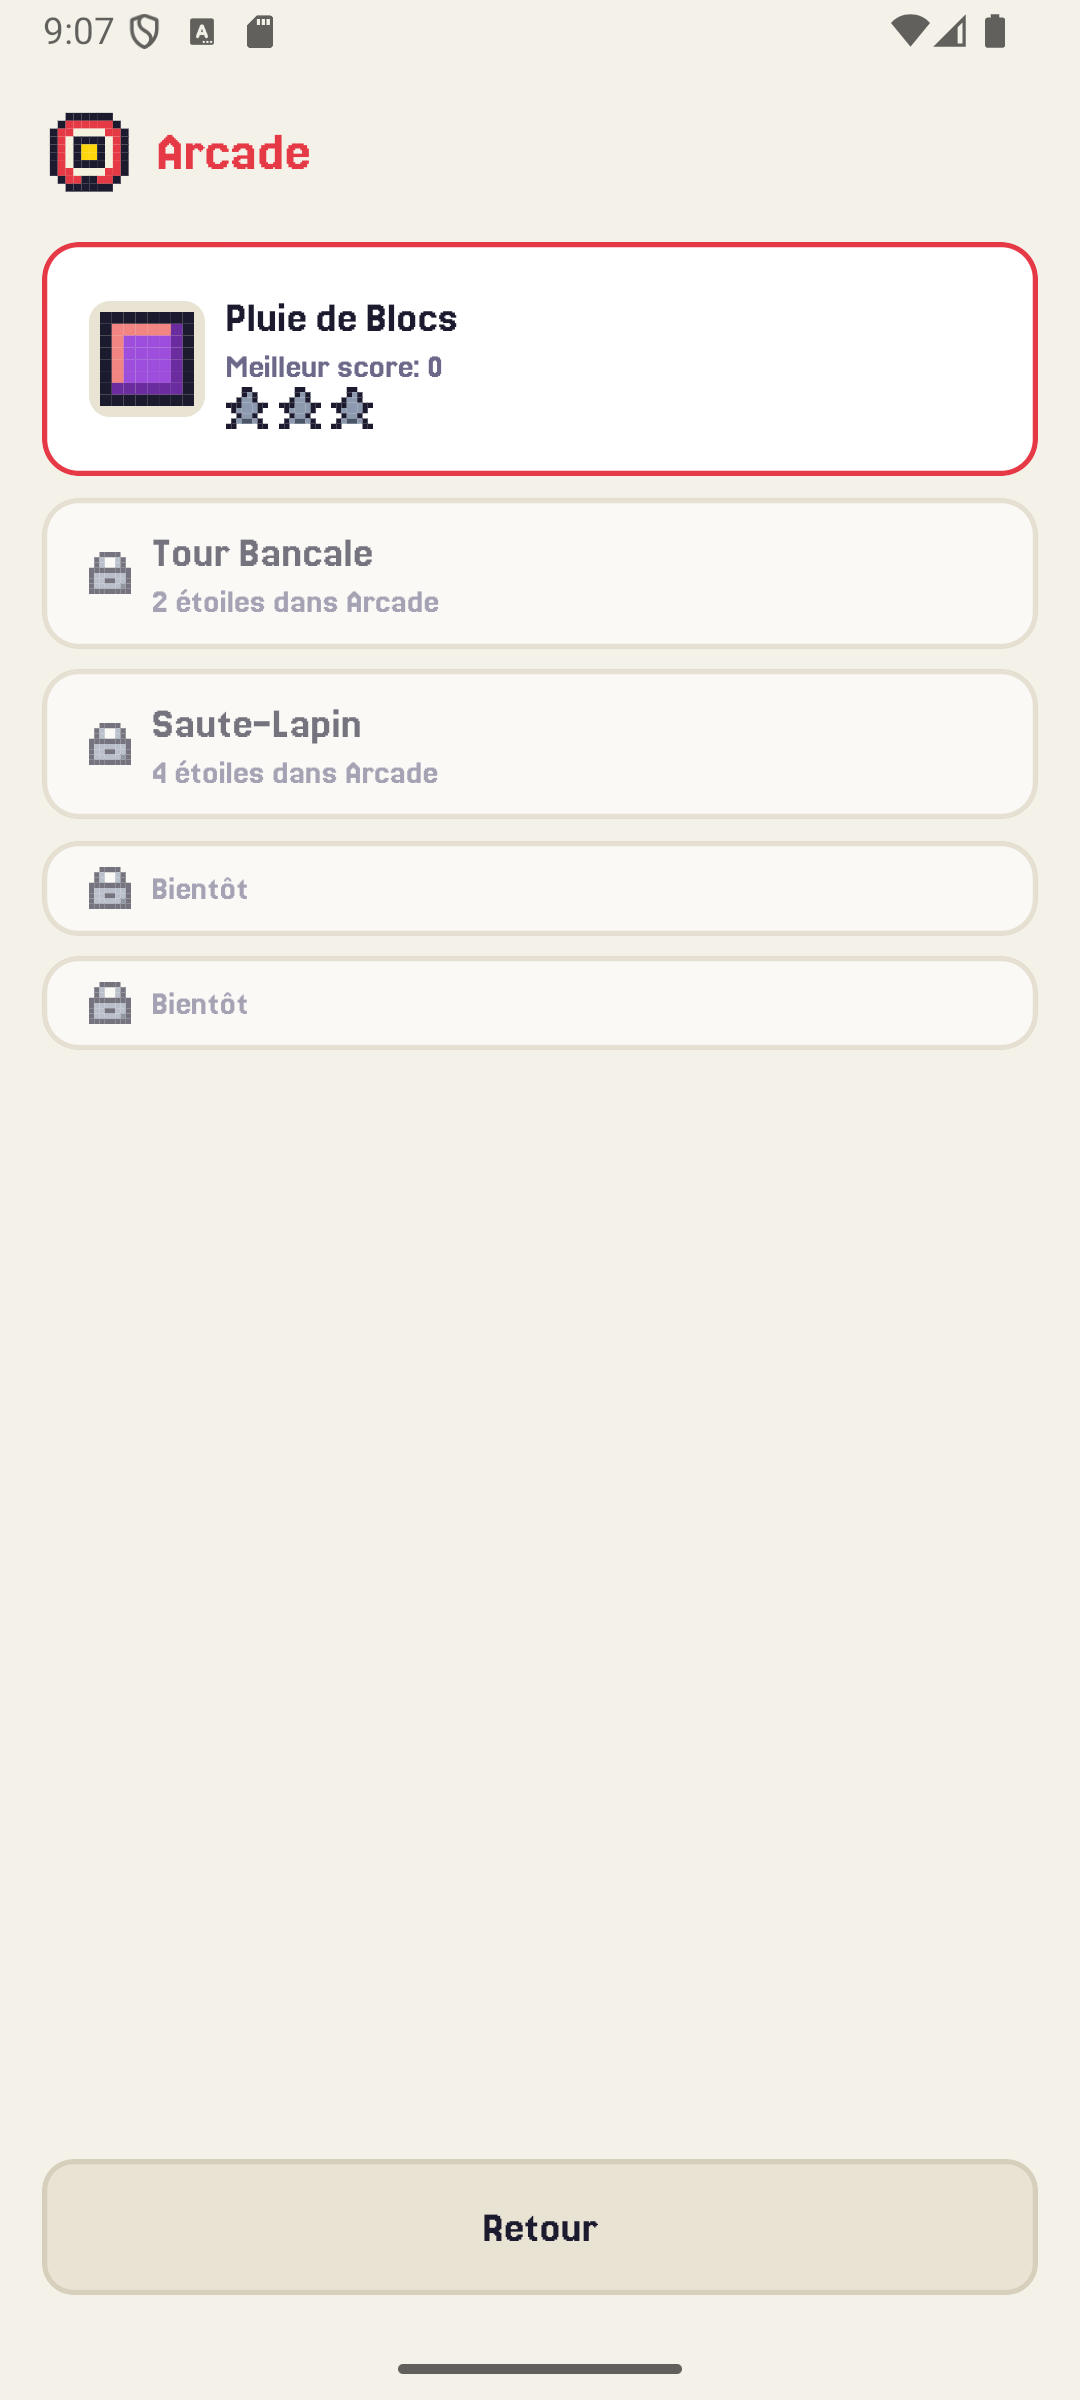 9:07
Arcade
Pluie de Blocs
Meilleur score: 0
Tour Bancale
2 étoiles dans Arcade
Saute-Lapin
4 étoiles dans Arcade
Bientôt
Bientôt
Retour